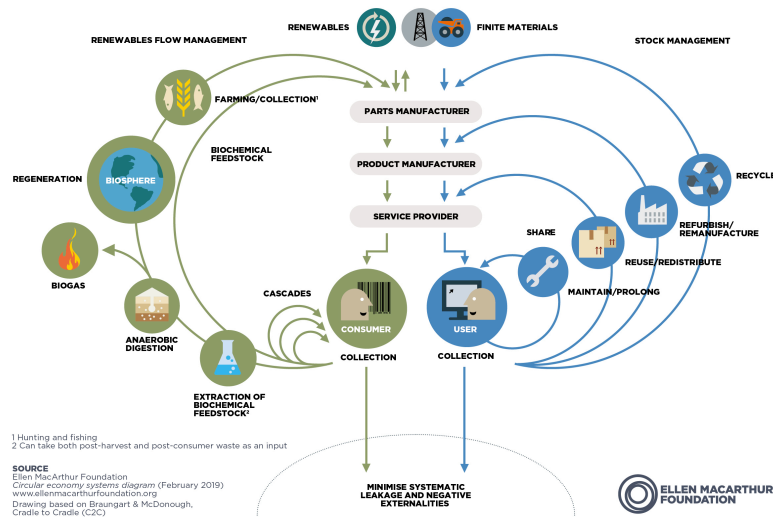 RENEWABLES
FINITE MATERIALS
RENEWABLES FLOW MANAGEMENT
STOCK MANAGEMENT
FARMING/COLLECTION¹
PARTS MANUFACTURER
BIOCHEMICAL
FEEDSTOCK
PRODUCT MANUFACTURER
REGENERATION
BIOSPHERE
RECYCLE
SERVICE PROVIDER
REFURBISH/
REMANUFACTURE
SHARE
REUSE/REDISTRIBUTE
BIOGAS
MAINTAIN/PROLONG
CASCADES
CONSUMER
USER
ANAEROBIC
DIGESTION
COLLECTION
COLLECTION
EXTRACTION OF
BIOCHEMICAL
FEEDSTOCK²
1 Hunting and fishing
2 Can take both post-harvest and post-consumer waste as an input
SOURCE
Ellen MacArthur Foundation
Circular economy systems diagram (February 2019)
www.ellenmacarthurfoundation.org
Drawing based on Braungart & McDonough,
Cradle to Cradle (C2C)
MINIMISE SYSTEMATIC
LEAKAGE AND NEGATIVE
EXTERNALITIES
ELLEN MACARTHUR
FOUNDATION